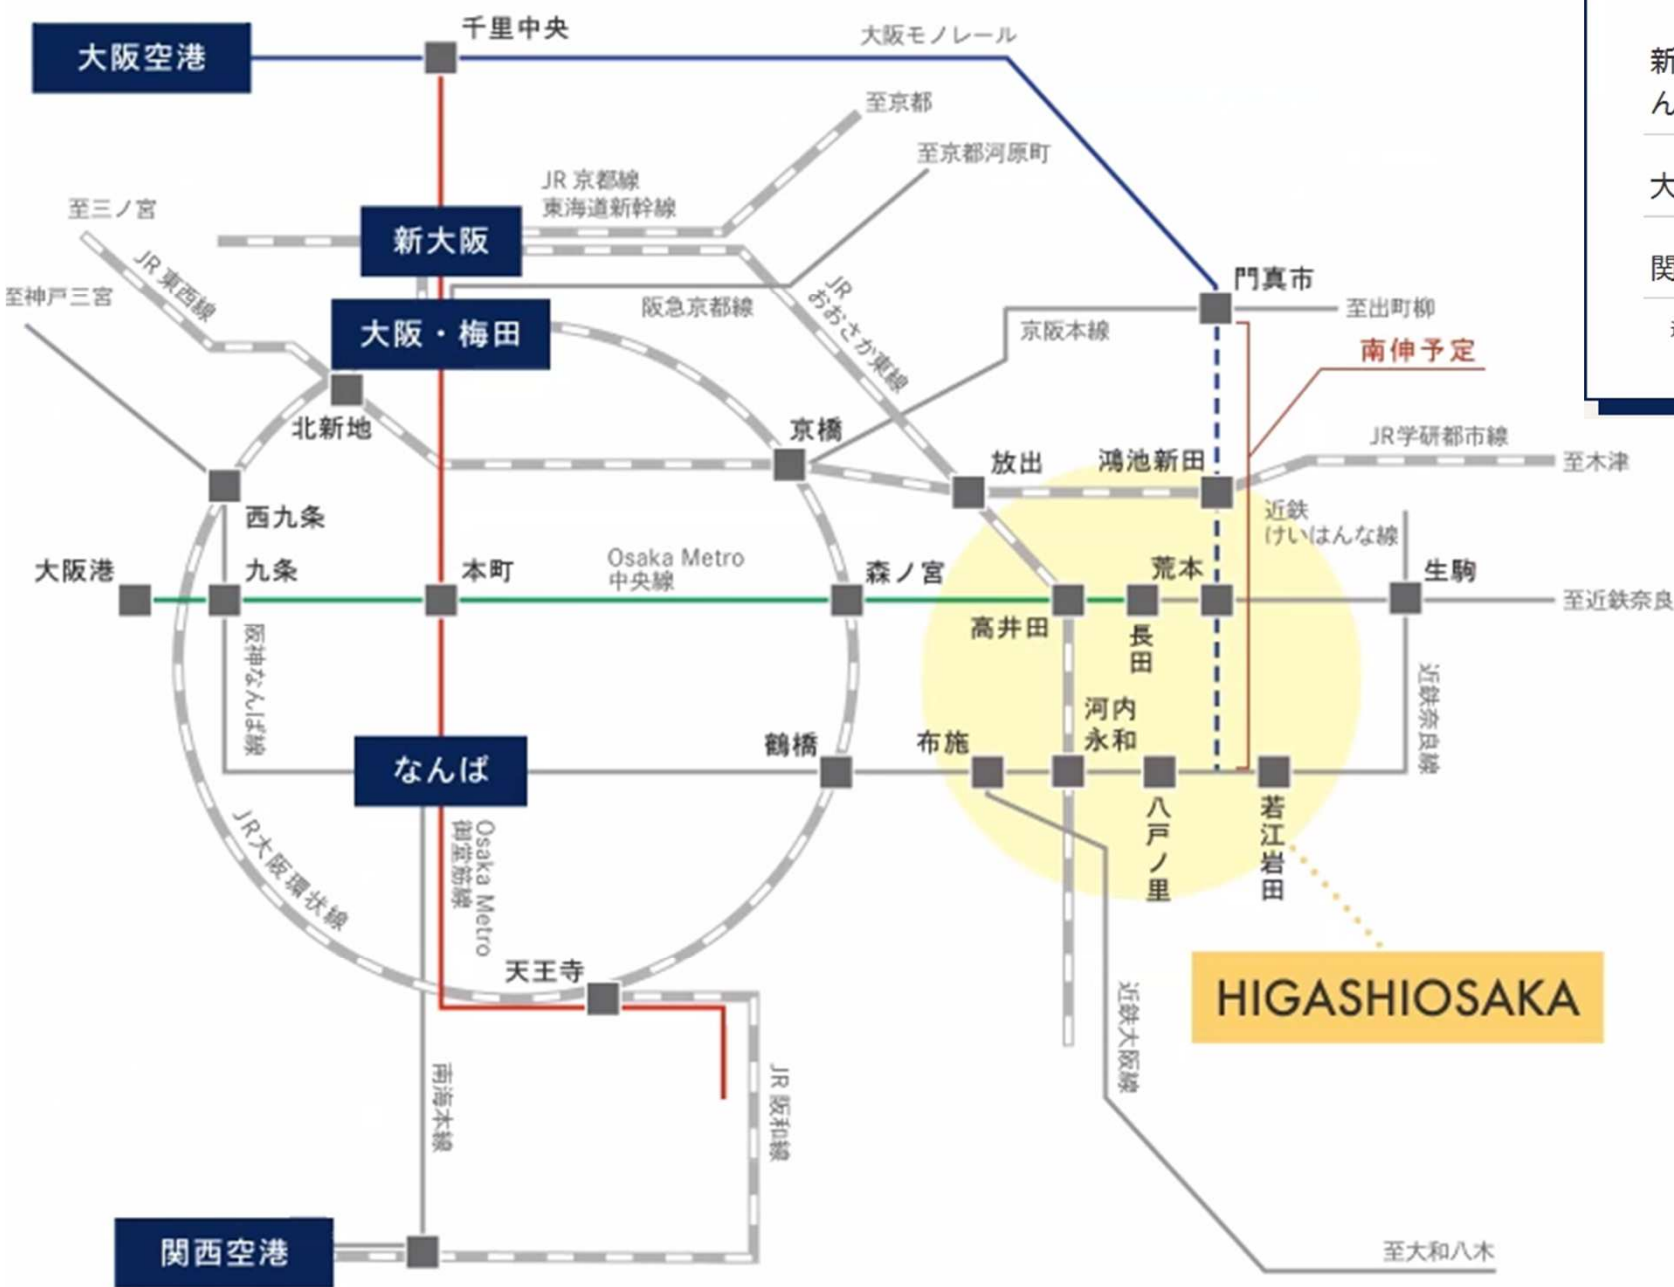 千里中央
大阪モノレール
大阪空港
新
ん
至京都
至京都河原町
JR 京都線
東海道新幹線
大
至三ノ宮
新大阪
JR 東西線
関
門真市
至神戸三宮
阪急京都線
JR
おおさか東線
京阪本線
至出町柳
大阪・梅田
南伸予定
北新地
京橋
JR学研都市線
放出
鴻池新田
至木津
西九条
近鉄
けいはんな線
大阪港
九条
本町
Osaka Metro
中央線
森ノ宮
荒本
生駒
至近鉄奈良
高井田
長田
阪神なんば線
近鉄奈良線
河内
永和
なんば
鶴橋
布施
八戸ノ里
若江岩田
JR大阪環状線
Osaka Metro
御堂筋線
天王寺
HIGASHIOSAKA
近鉄大阪線
南海本線
JR 阪和線
関西空港
至大和八木